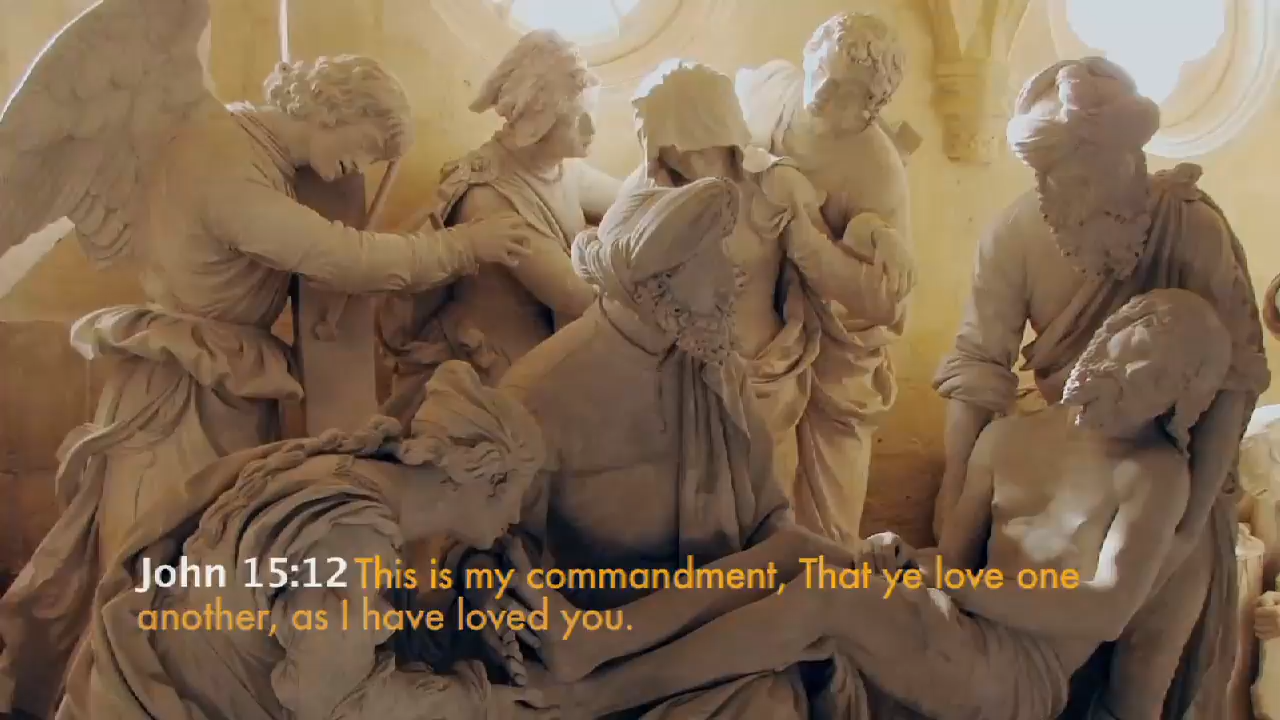 John 15:12 This is my commandment, That ye love one
another, as I have loved you.